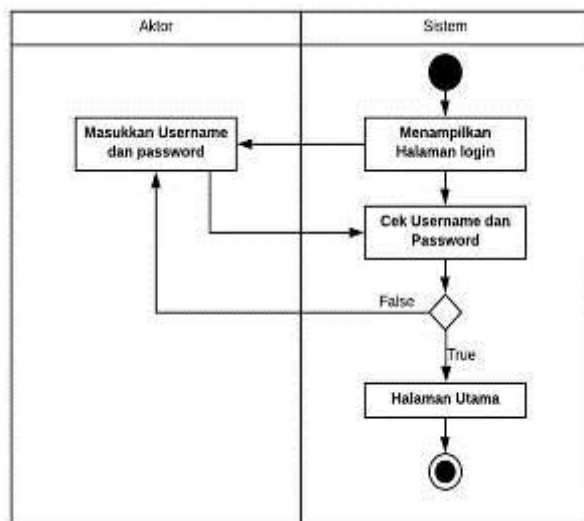 Aktor
Sistem
Masukkan Username
dan password
Menampilkan
Halaman login
Cek Username dan
Password
False
True
Halaman Utama